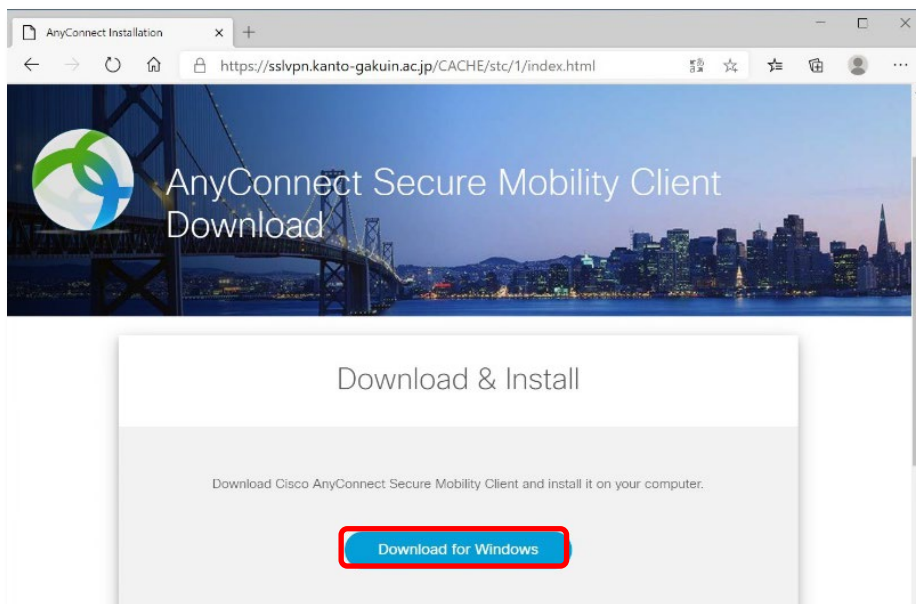 AnyConnect Installation
https://sslvpn.kanto-gakuin.ac.jp/CACHE/stc/1/index.html
AnyConnect Secure Mobility Client
Download
Download & Install
Download Cisco AnyConnect Secure Mobility Client and install it on your computer.
Download for Windows